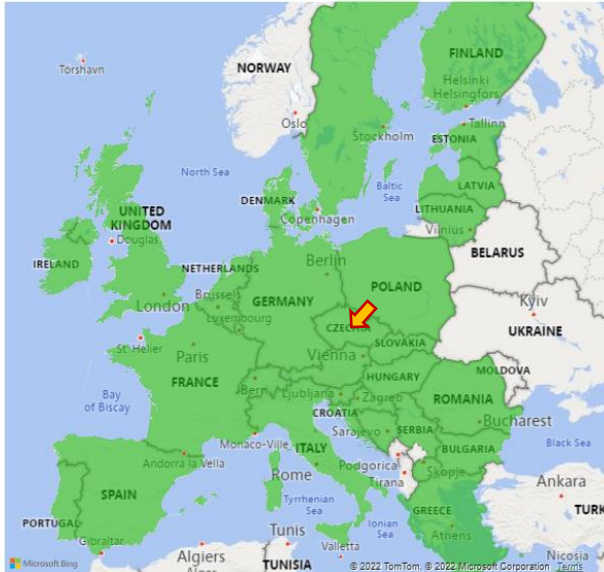 FINLAND
Torshavn
NORWAY
Helsinki
Helsingfors
Oslo
Tallinn
Stockholm
ESTONIA
North Sea
Baltic
Sea
LATVIA
DENMARK
LITHUANIA
UNITED
KINGDOM
Copenhagen
Vilnius
Douglas
BELARUS
IRELAND
NETHERLANDS
Berlin
POLAND
London
Brussels
GERMANY
Kyiv
Luxembourg
CZECHIA
UKRAINE
St. Helier
Paris
Vienna
SLOVAKIA
HUNGARY
MOLDOVA
Bay
of Biscay
FRANCE
Bern
Ljubljana
Zagreb
ROMANIA
CROATIA
Bucharest
Monaco-Ville
ITALY
Sarajevo
SERBIA
Black Sea
Andorra la Vella
BULGARIA
Rome
Podgorica
Skopje
Tirana
Ankara
SPAIN
Tyrrhenian
Sea
GREECE
TURK
PORTUGAL
Ionian
Sea
Athens
Gibraltar
Tunis
Algiers
Valletta
Nicosia
TUNISIA
Microsoft Bing
© 2022 TomTom, © 2022 Microsoft Corporation Terms